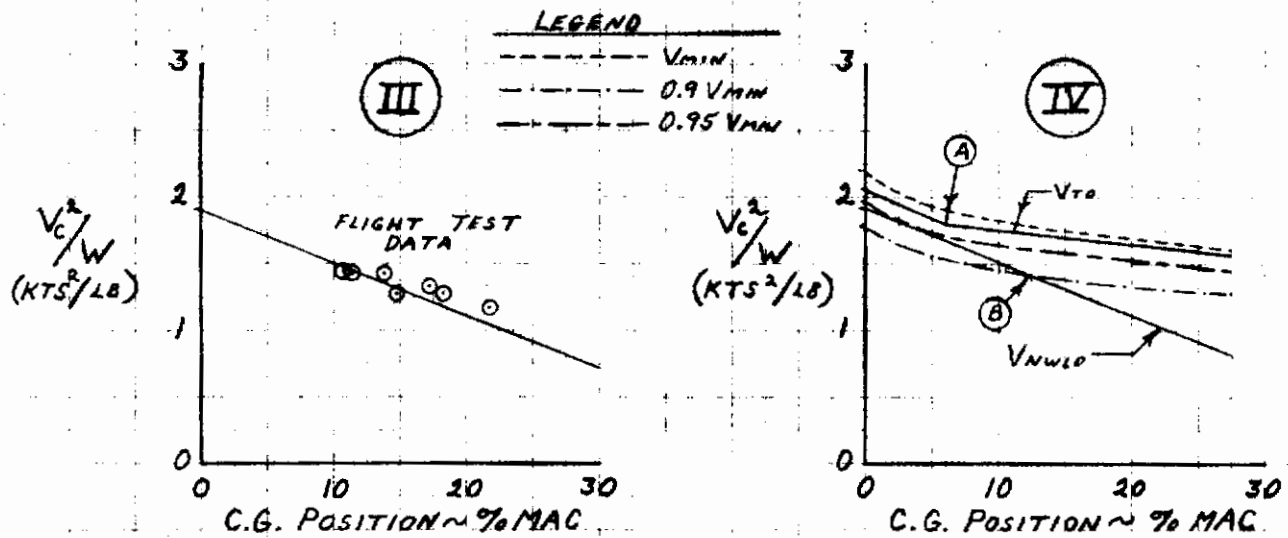 LEGEND
VMIN
0.9 VMIN
0.95 VMIN
III
3
2
1
0
Vc²/W
(KTS²/LB)
FLIGHT TEST
DATA
0 10 20 30
C.G. POSITION ~ % MAC
IV
3
2
1
0
Vc²/W
(KTS²/LB)
A
VTO
B
VNWLO
0 10 20 30
C.G. POSITION ~ % MAC